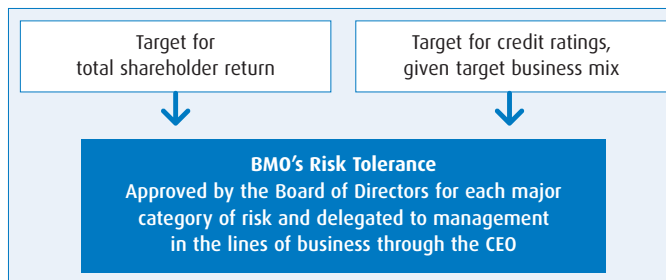 Target for
total shareholder return
Target for credit ratings,
given target business mix
BMO's Risk Tolerance
Approved by the Board of Directors for each major
category of risk and delegated to management
in the lines of business through the CEO